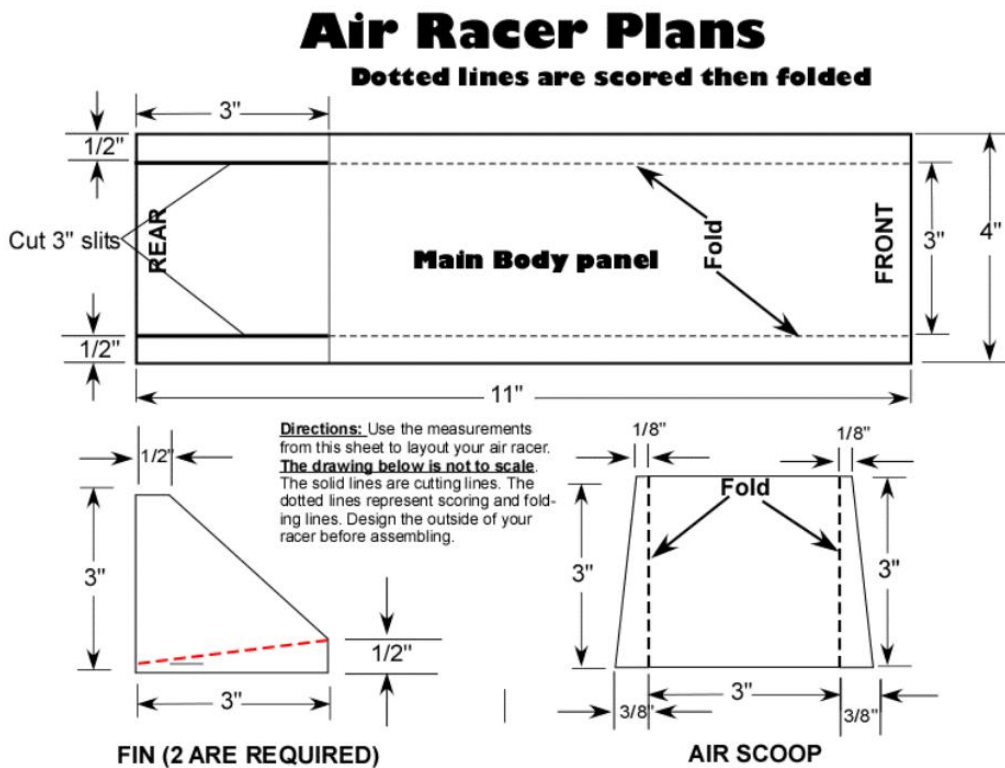 Air Racer Plans
Dotted lines are scored then folded
3"
1/2"
Cut 3" slits
REAR
Main Body panel
Fold
FRONT
3"
4"
1/2"
11"
Directions: Use the measurements
from this sheet to layout your air racer.
The drawing below is not to scale.
The solid lines are cutting lines. The
dotted lines represent scoring and fold-
ing lines. Design the outside of your
racer before assembling.
1/2"
3"
1/2"
3"
FIN (2 ARE REQUIRED)
1/8"
1/8"
Fold
3"
3"
3/8"
3"
3/8"
AIR SCOOP